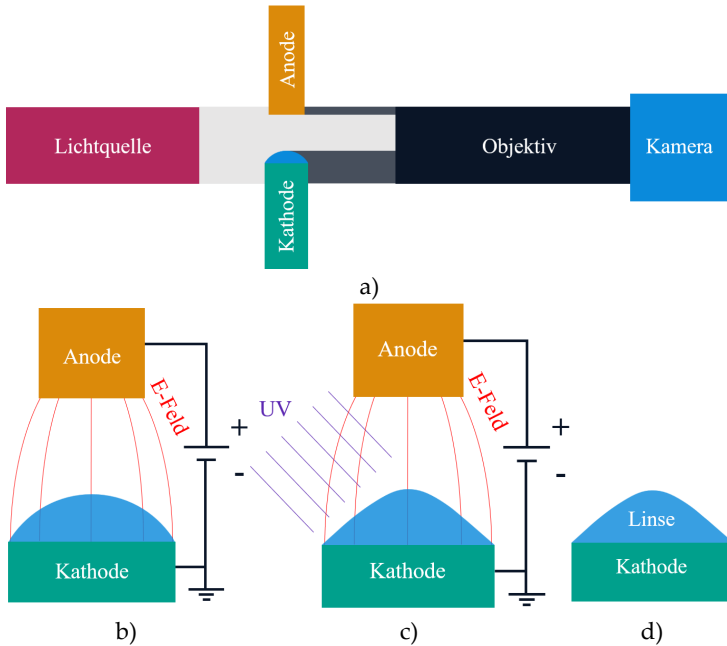 Anode
Lichtquelle
Objektiv
Kamera
Kathode
a)
Anode
E-Feld
+
-
Kathode
b)
Anode
UV
E-Feld
+
-
Kathode
c)
Linse
Kathode
d)